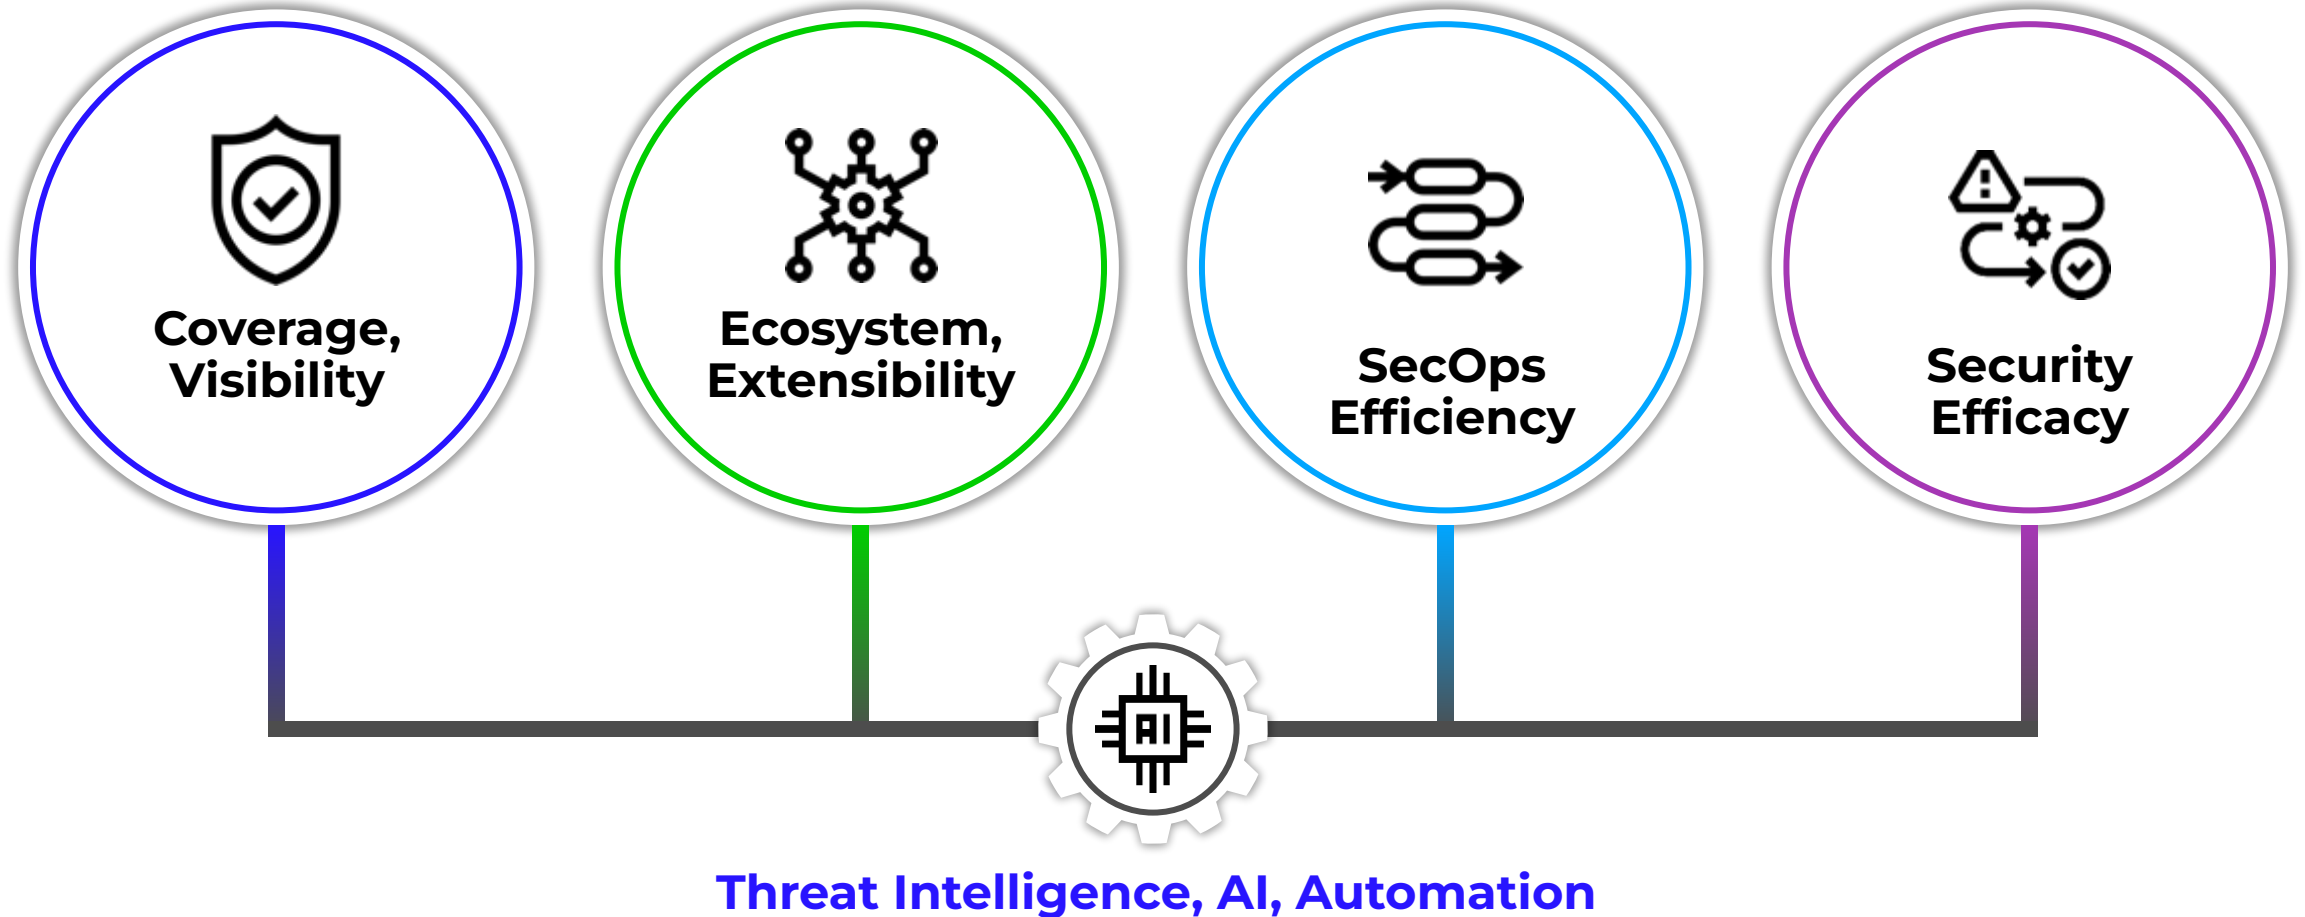 Coverage,
Visibility
Ecosystem,
Extensibility
SecOps
Efficiency
Security
Efficacy
AI
Threat Intelligence, AI, Automation